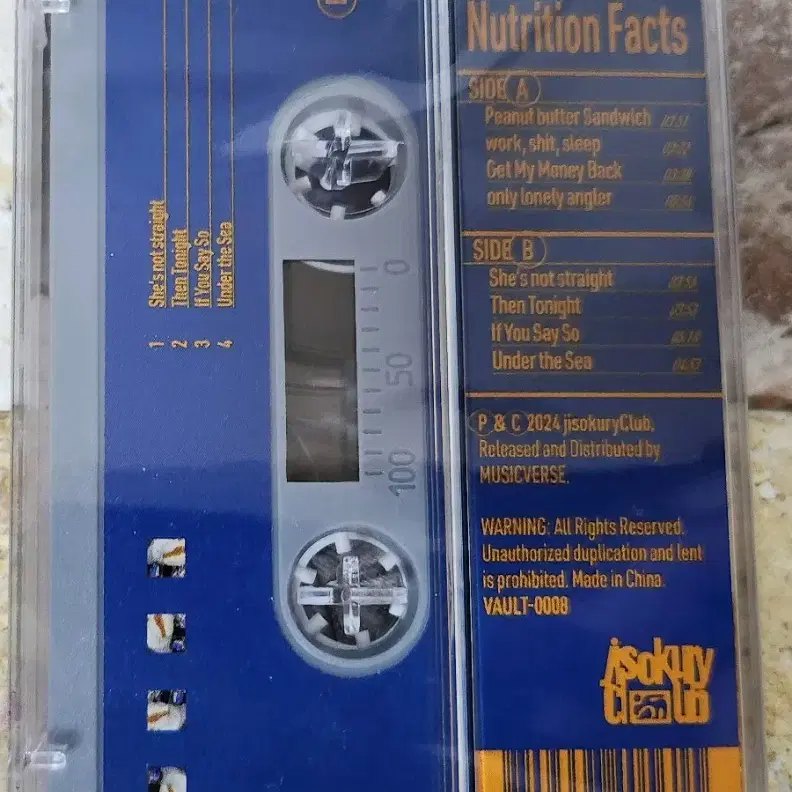 Nutrition Facts
SIDE A
Peanut butter Sandwich
work, shit, sleep
Get My Money Back
only lonely angler
SIDE B
She's not straight
Then Tonight
If You Say So
Under the Sea
P & C 2024 jisokuryClub.
Released and Distributed by
MUSICVERSE.
WARNING: All Rights Reserved.
Unauthorized duplication and lent
is prohibited. Made in China.
VAULT-0008
jisokury
Club
1 She's not straight
2 Then Tonight
3 If You Say So
4 Under the Sea
0
50
100